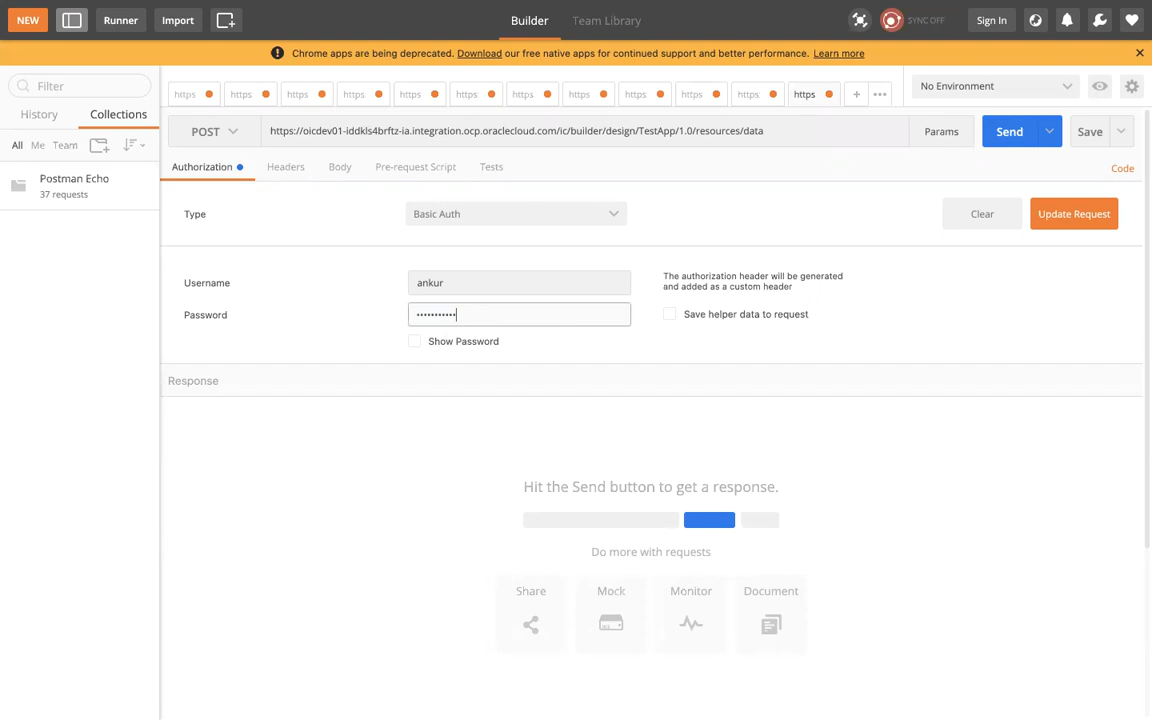 NEW Runner Import Builder Team Library SYNC OFF Sign In
Chrome apps are being deprecated. Download our free native apps for continued support and better performance. Learn more
Filter
History Collections
All Me Team
Postman Echo
37 requests
https https https https https https https https https https https https + ••• No Environment
POST https://oicdev01-iddkls4brftz-ia.integration.ocp.oraclecloud.com/ic/builder/design/TestApp/1.0/resources/data Params Send Save
Authorization Headers Body Pre-request Script Tests Code
Type Basic Auth Clear Update Request
Username ankur
The authorization header will be generated
and added as a custom header
Password •••••••••••
Save helper data to request
Show Password
Response
Hit the Send button to get a response.
Do more with requests
Share Mock Monitor Document